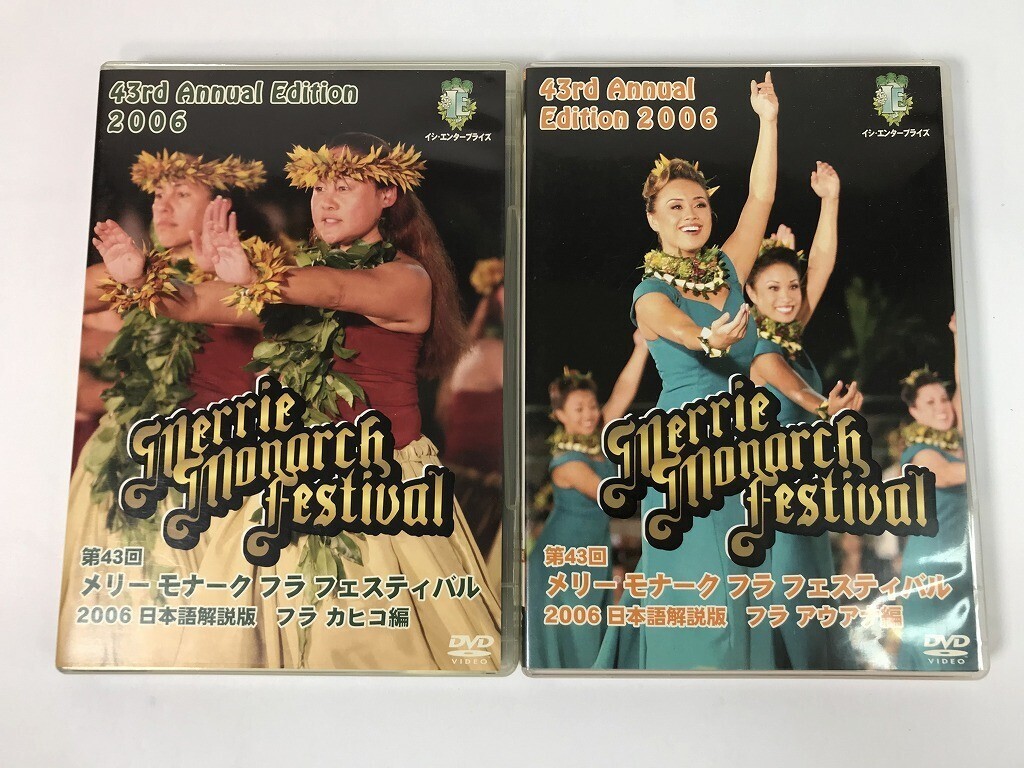 43rd Annual Edition
2006
IE
イシ・エンタープライズ
Merrie
Monarch
Festival
第43回
メリー モナーク フラ フェスティバル
2006 日本語解説版 フラ カヒコ編
DVD
VIDEO
43rd Annual
Edition 2006
IE
イシ・エンタープライズ
Merrie
Monarch
Festival
第43回
メリー モナーク フラ フェスティバル
2006 日本語解説版 フラ アウアナ編
DVD
VIDEO